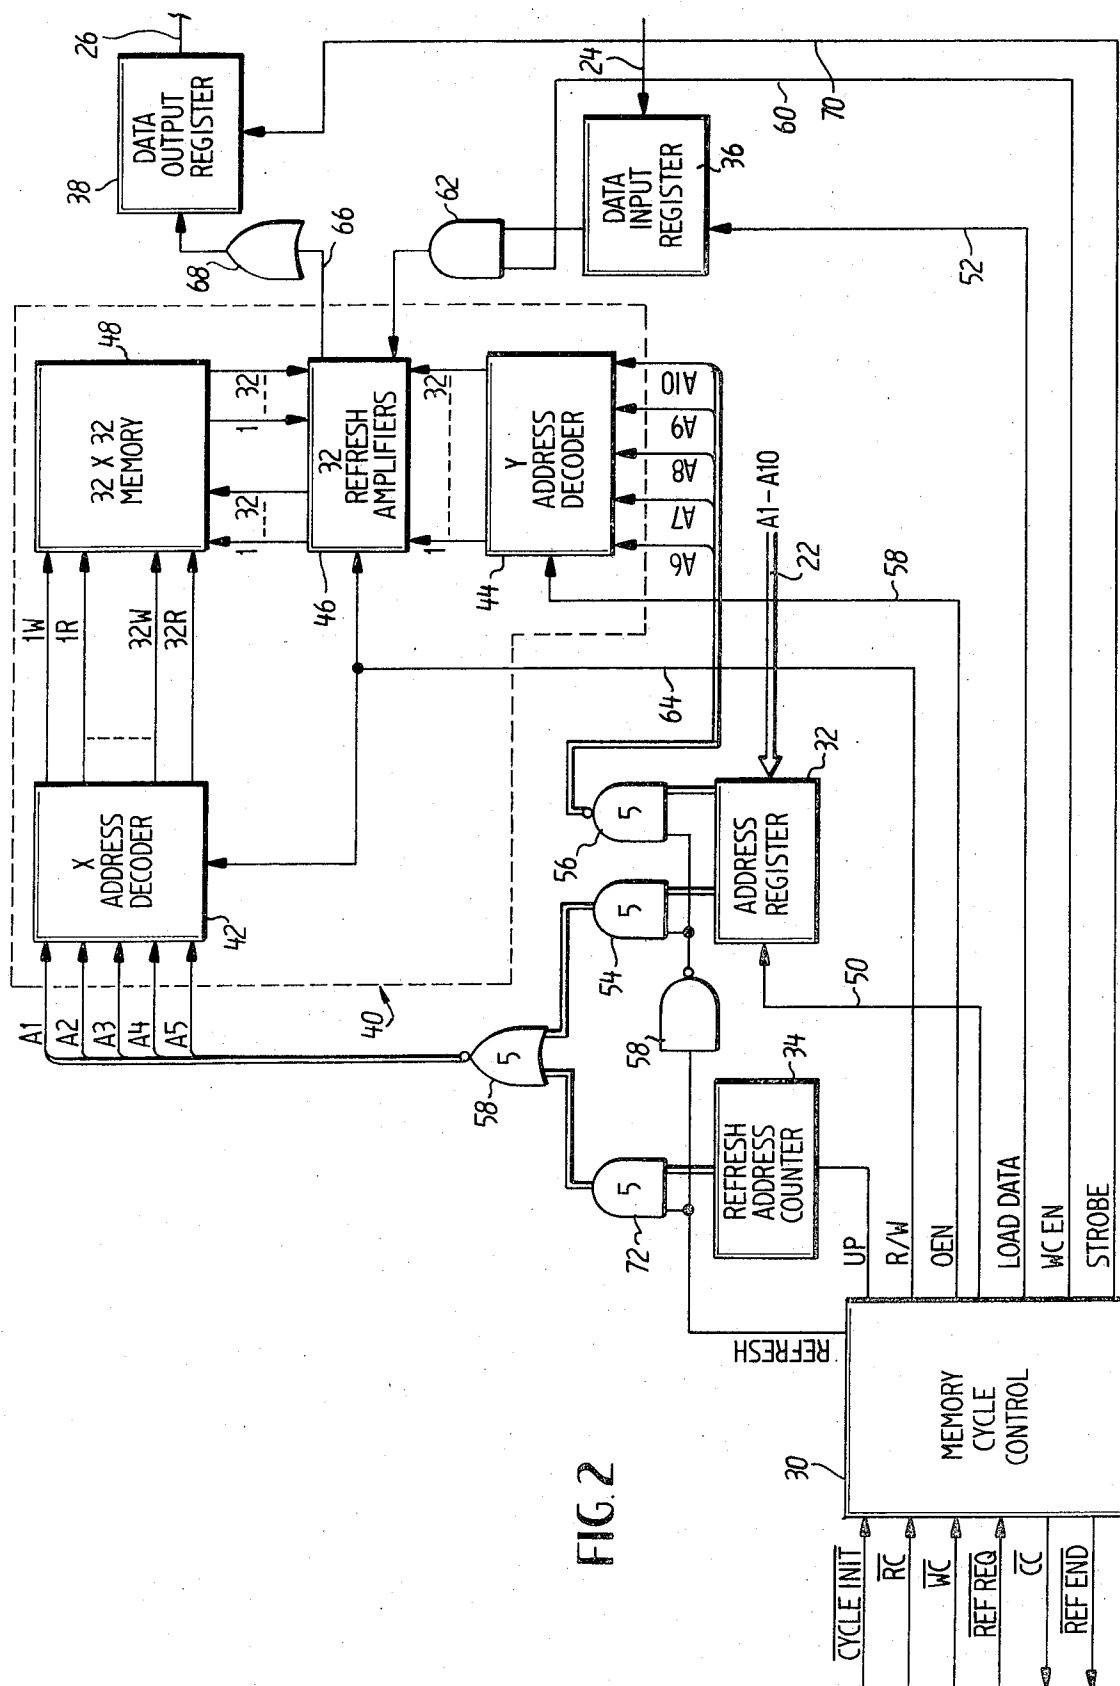 FIG. 2
CYCLE INIT
RC
WC
REF REQ
CC
REF END
30
MEMORY
CYCLE
CONTROL
REFRESH
UP
R/W
OEN
LOAD DATA
WC EN
STROBE
REFRESH
ADDRESS
COUNTER
34
72
5
58
5
58
54
5
56
5
ADDRESS
REGISTER
32
50
22
A1-A10
64
58
A1
A2
A3
A4
A5
40
X
ADDRESS
DECODER
42
1W
1R
32W
32R
32 X 32
MEMORY
48
1
32
1
32
32
REFRESH
AMPLIFIERS
46
1
32
Y
ADDRESS
DECODER
44
A6
A7
A8
A9
A10
66
68
DATA
OUTPUT
REGISTER
38
26
62
DATA
INPUT
REGISTER
36
24
52
60
70